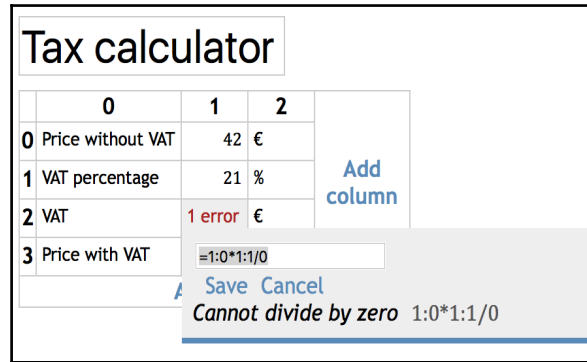 Tax calculator
0 1 2
0 Price without VAT 42 €
1 VAT percentage 21 %
Add
column
2 VAT 1 error €
3 Price with VAT
=1:0*1:1/0
Save Cancel
Cannot divide by zero 1:0*1:1/0